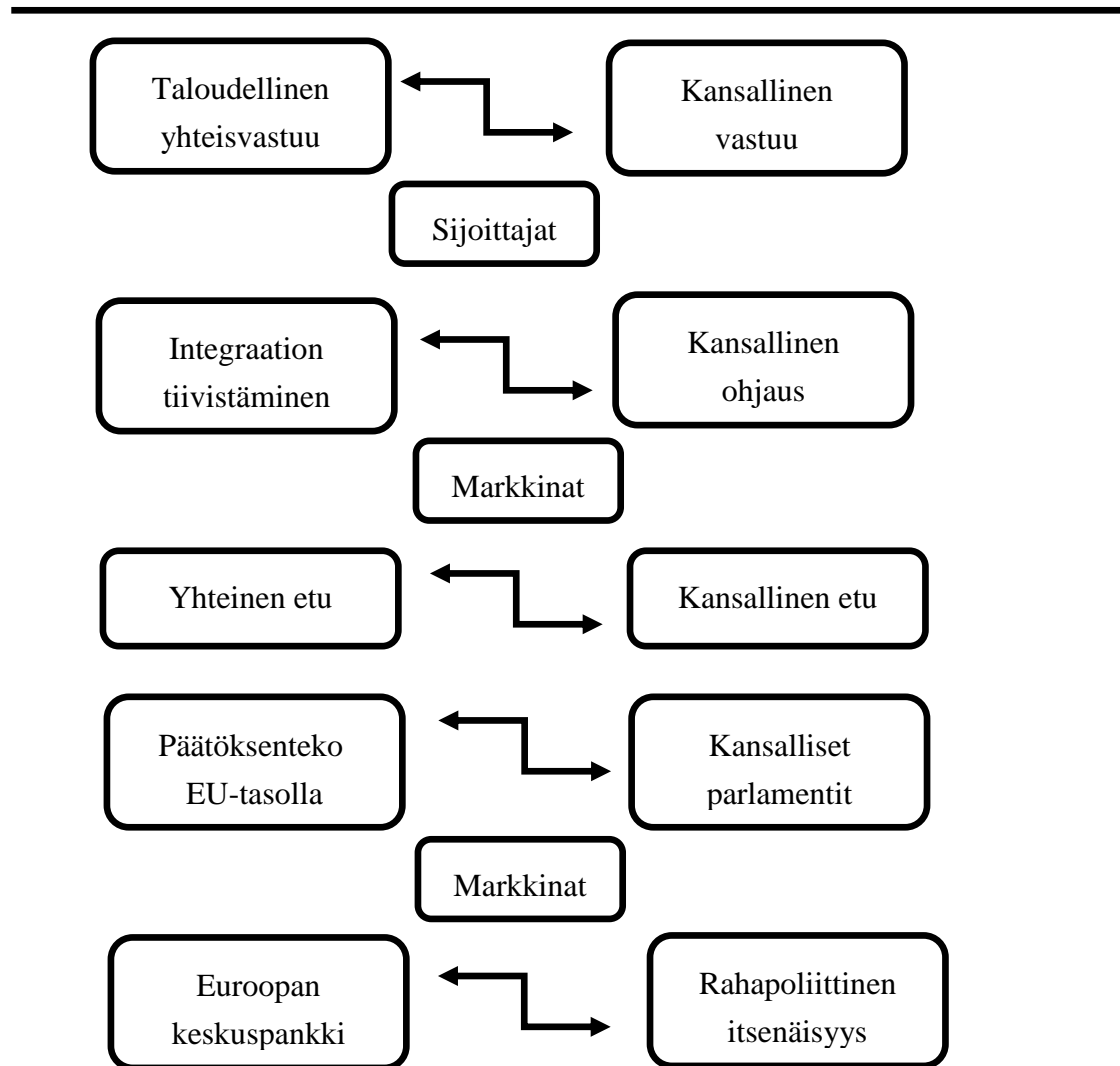 Taloudellinen
yhteisvastuu
Kansallinen
vastuu
Sijoittajat
Integraation
tiivistäminen
Kansallinen
ohjaus
Markkinat
Yhteinen etu
Kansallinen etu
Päätöksenteko
EU-tasolla
Kansalliset
parlamentit
Markkinat
Euroopan
keskuspankki
Rahapoliittinen
itsenäisyys